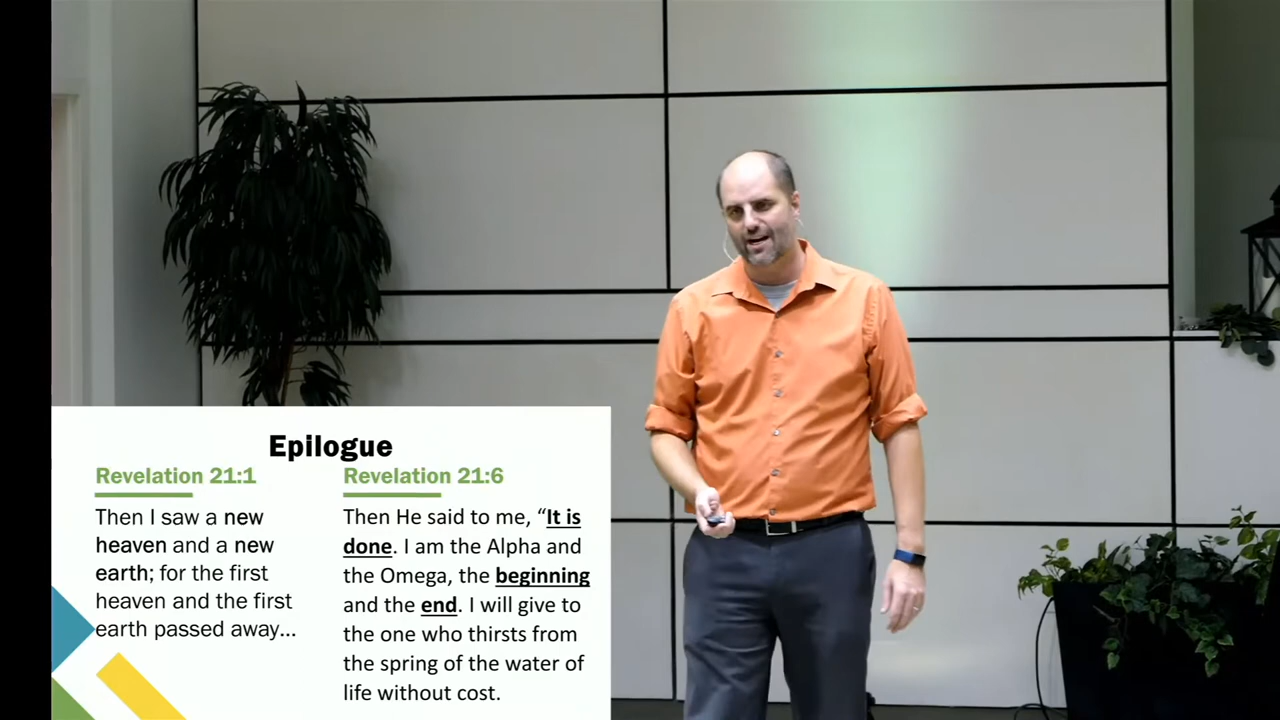 Epilogue
Revelation 21:1
Then I saw a new
heaven and a new
earth; for the first
heaven and the first
earth passed away...
Revelation 21:6
Then He said to me, “It is
done. I am the Alpha and
the Omega, the beginning
and the end. I will give to
the one who thirsts from
the spring of the water of
life without cost.